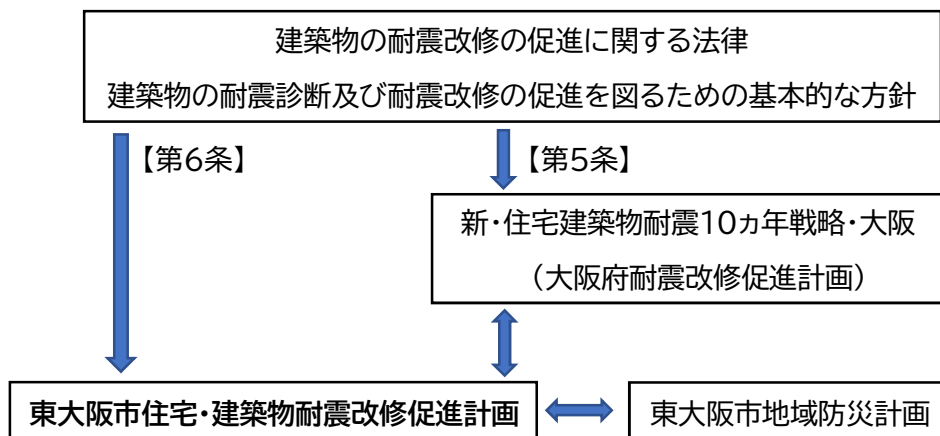 建築物の耐震改修の促進に関する法律
建築物の耐震診断及び耐震改修の促進を図るための基本的な方針
【第6条】
【第5条】
新・住宅建築物耐震10ヵ年戦略・大阪
（大阪府耐震改修促進計画）
東大阪市住宅・建築物耐震改修促進計画
東大阪市地域防災計画